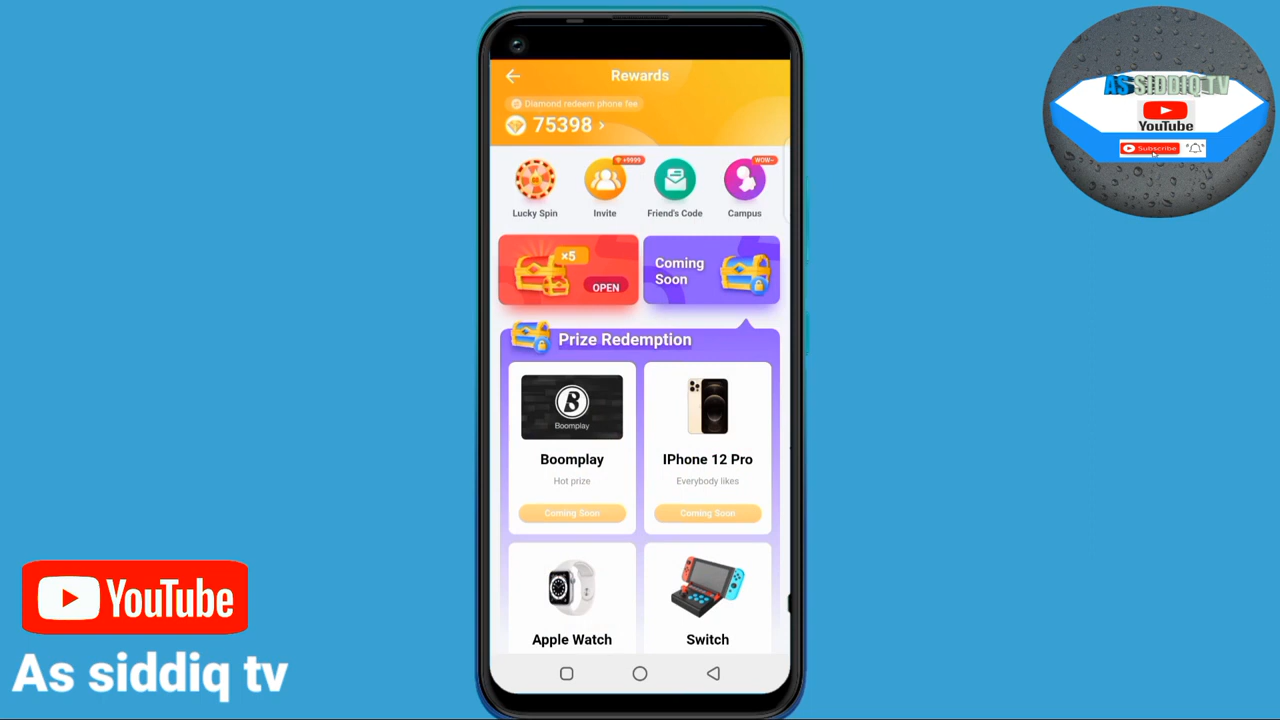 Rewards
Diamond redeem phone fee
75398 ›
+9999
WOW~
Lucky Spin
Invite
Friend's Code
Campus
×5
OPEN
Coming
Soon
Prize Redemption
B
Boomplay
Boomplay
Hot prize
Coming Soon
IPhone 12 Pro
Everybody likes
Coming Soon
Apple Watch
Switch
AS SIDDIQ TV
YouTube
Subscribe
YouTube
As siddiq tv